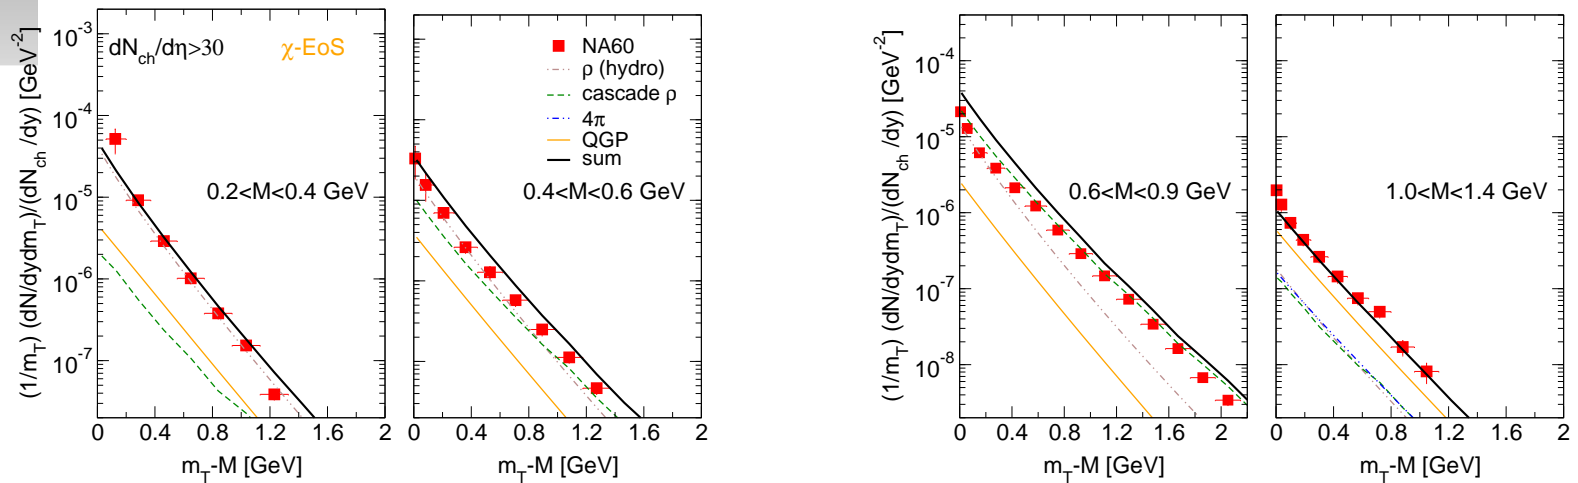 (1/m_T) (dN/dydm_T)/(dN_ch /dy) [GeV^-2]
10^-3
10^-4
10^-5
10^-6
10^-7
dN_ch/dη>30
χ-EoS
0.2<M<0.4 GeV
0 0.4 0.8 1.2 1.6 2
m_T-M [GeV]
NA60
ρ (hydro)
cascade ρ
4π
QGP
sum
0.4<M<0.6 GeV
0 0.4 0.8 1.2 1.6 2
m_T-M [GeV]
(1/m_T) (dN/dydm_T)/(dN_ch /dy) [GeV^-2]
10^-4
10^-5
10^-6
10^-7
10^-8
0.6<M<0.9 GeV
0 0.4 0.8 1.2 1.6 2
m_T-M [GeV]
1.0<M<1.4 GeV
0 0.4 0.8 1.2 1.6 2
m_T-M [GeV]